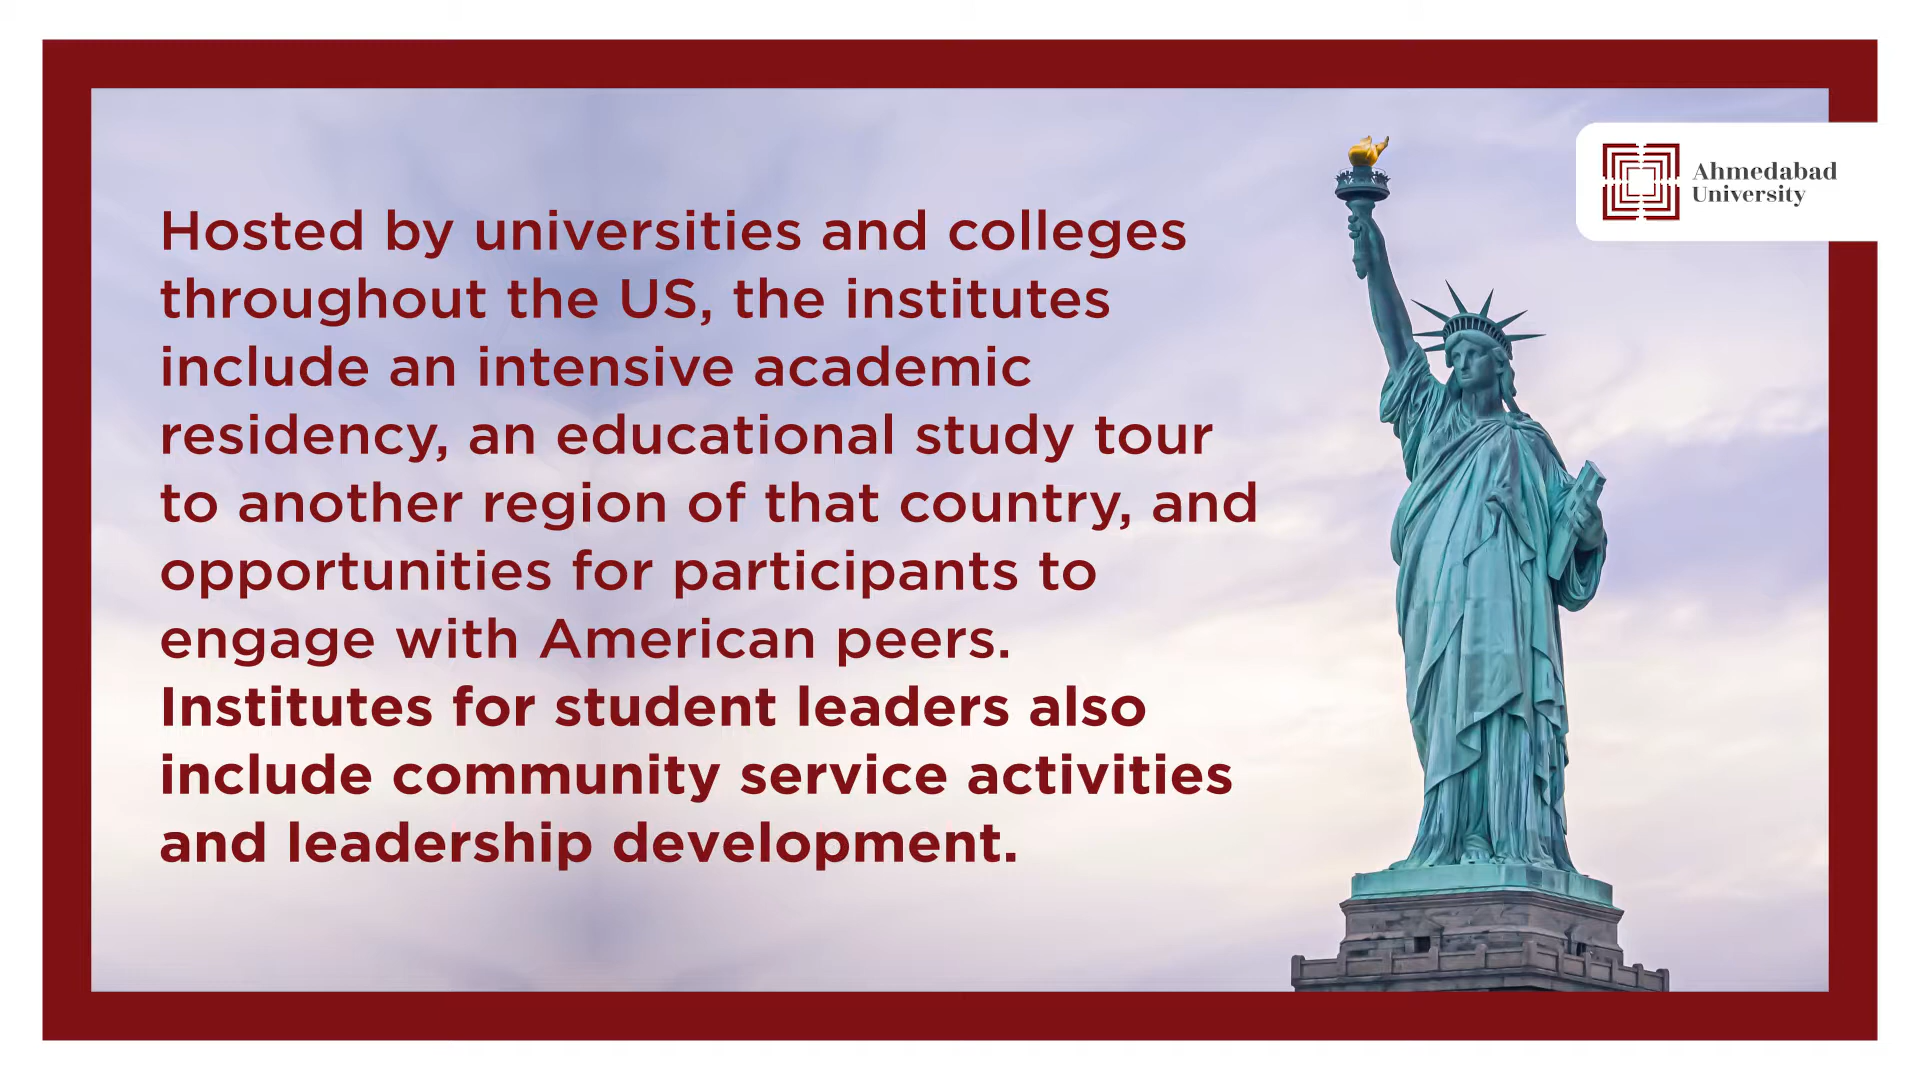 Hosted by universities and colleges
throughout the US, the institutes
include an intensive academic
residency, an educational study tour
to another region of that country, and
opportunities for participants to
engage with American peers.
Institutes for student leaders also
include community service activities
and leadership development.
Ahmedabad
University